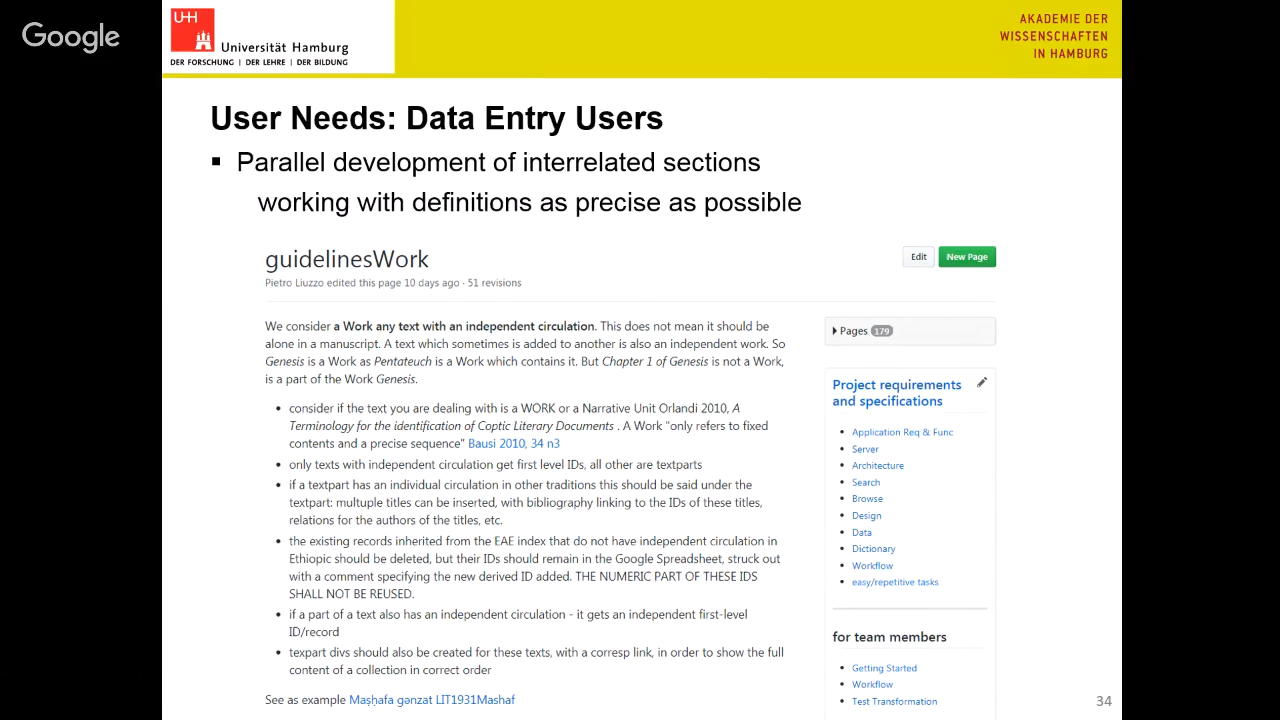 Google
UHH
Universität Hamburg
DER FORSCHUNG | DER LEHRE | DER BILDUNG
AKADEMIE DER
WISSENSCHAFTEN
IN HAMBURG
User Needs: Data Entry Users
▪ Parallel development of interrelated sections
working with definitions as precise as possible
guidelinesWork
Edit
New Page
Pietro Liuzzo edited this page 10 days ago · 51 revisions
We consider a Work any text with an independent circulation. This does not mean it should be
alone in a manuscript. A text which sometimes is added to another is also an independent work. So
Genesis is a Work as Pentateuch is a Work which contains it. But Chapter 1 of Genesis is not a Work,
is a part of the Work Genesis.
• consider if the text you are dealing with is a WORK or a Narrative Unit Orlandi 2010, A
Terminology for the identification of Coptic Literary Documents . A Work "only refers to fixed
contents and a precise sequence" Bausi 2010, 34 n3
• only texts with independent circulation get first level IDs, all other are textparts
• if a textpart has an individual circulation in other traditions this should be said under the
textpart: multiple titles can be inserted, with bibliography linking to the IDs of these titles,
relations for the authors of the titles, etc.
• the existing records inherited from the EAE index that do not have independent circulation in
Ethiopic should be deleted, but their IDs should remain in the Google Spreadsheet, struck out
with a comment specifying the new derived ID added. THE NUMERIC PART OF THESE IDS
SHALL NOT BE REUSED.
• if a part of a text also has an independent circulation - it gets an independent first-level
ID/record
• texpart divs should also be created for these texts, with a corresp link, in order to show the full
content of a collection in correct order
See as example Maṣḥafa gənzat LIT1931Mashaf
Pages 179
Project requirements
and specifications
• Application Req & Func
• Server
• Architecture
• Search
• Browse
• Design
• Data
• Dictionary
• Workflow
• easy/repetitive tasks
for team members
• Getting Started
• Workflow
• Test Transformation
34